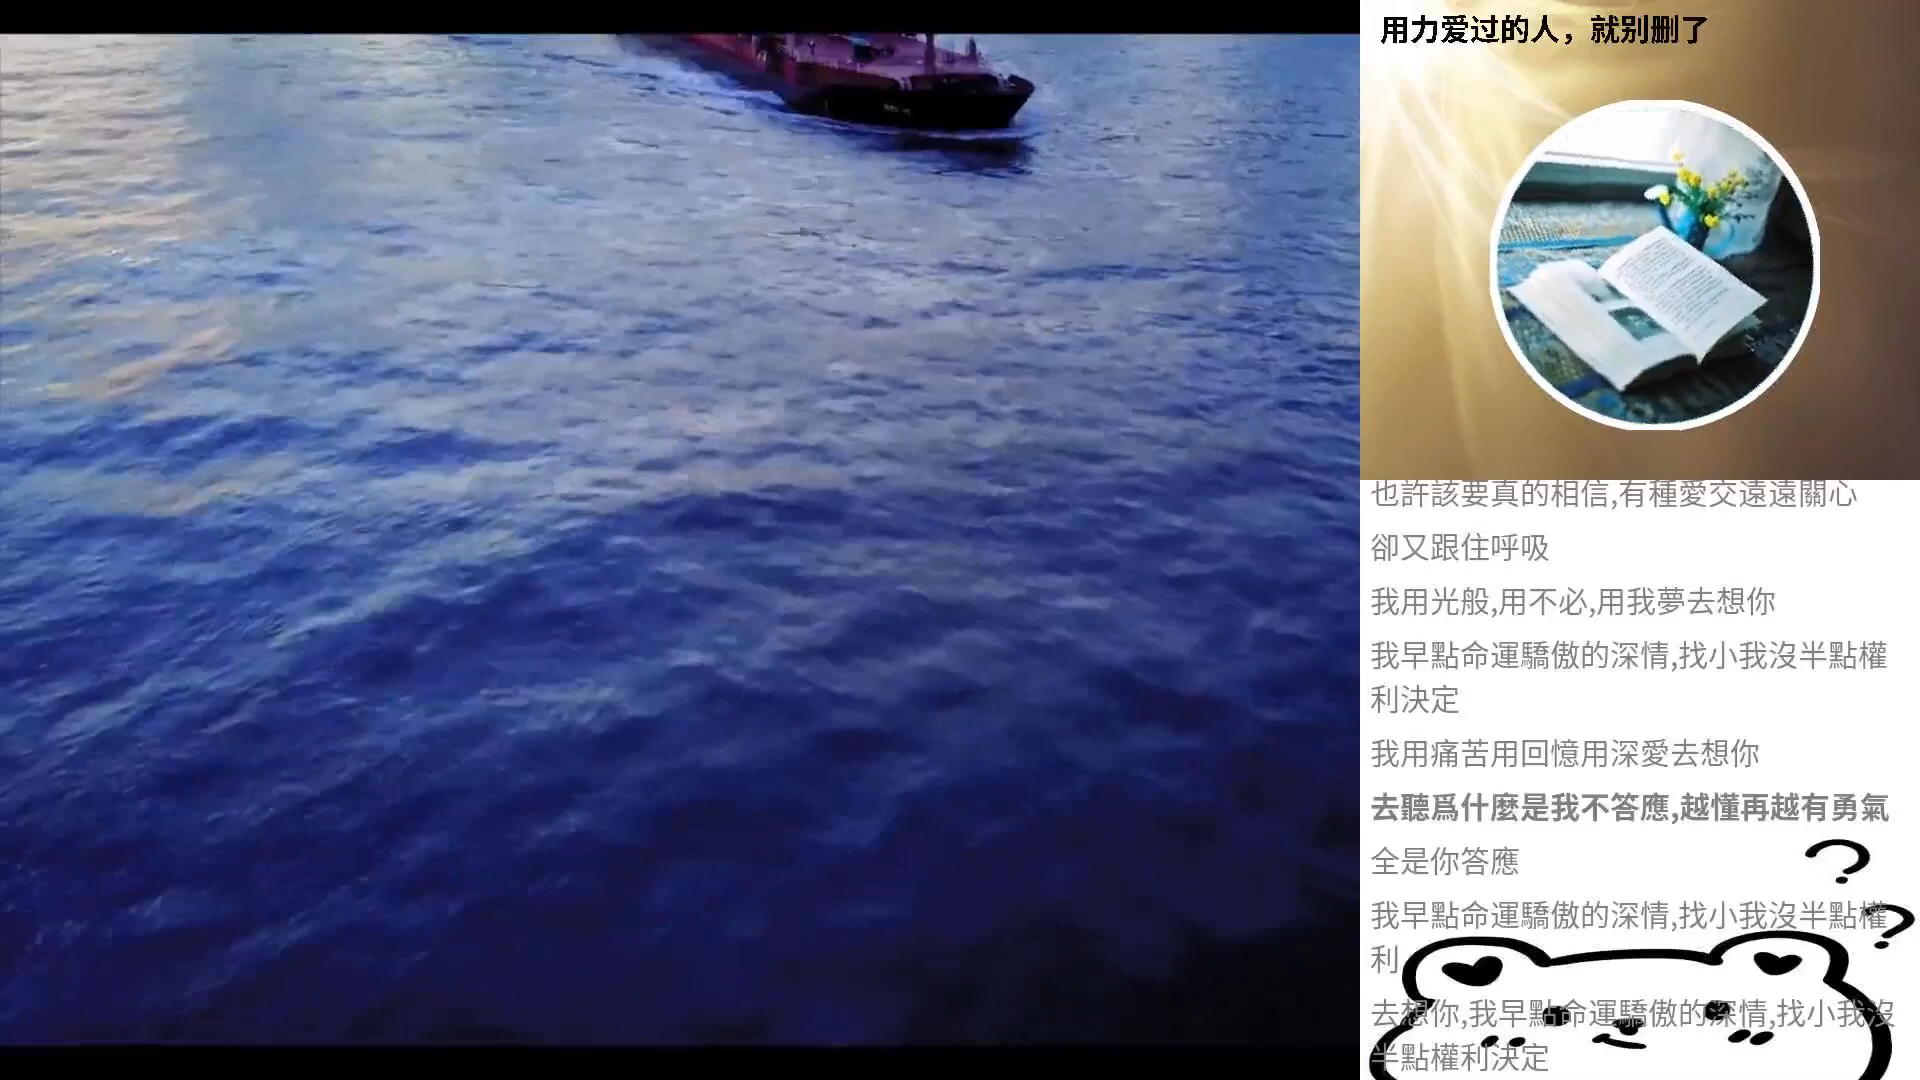 用力爱过的人，就别删了
也許該要真的相信,有種愛交遠遠關心
卻又跟住呼吸
我用光般,用不必,用我夢去想你
我早點命運驕傲的深情,找小我沒半點權
利決定
我用痛苦用回憶用深愛去想你
去聽爲什麼是我不答應,越懂再越有勇氣
全是你答應
我早點命運驕傲的深情,找小我沒半點權
利
去想你,我早點命運驕傲的深情,找小我沒
半點權利決定
？
？